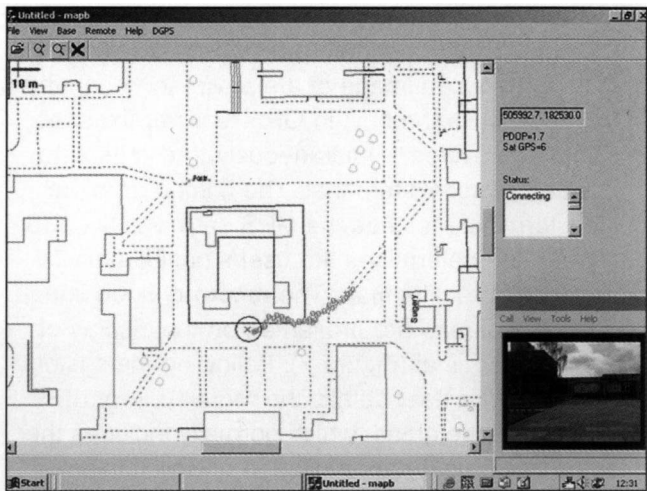 Untitled - mapb
File View Base Remote Help DGPS
10 m
505992.7, 182530.0
PDOP=1.7
Sat GPS=6
Status:
Connecting
Surgery
Call View Tools Help
Start
Untitled - mapb
12:31